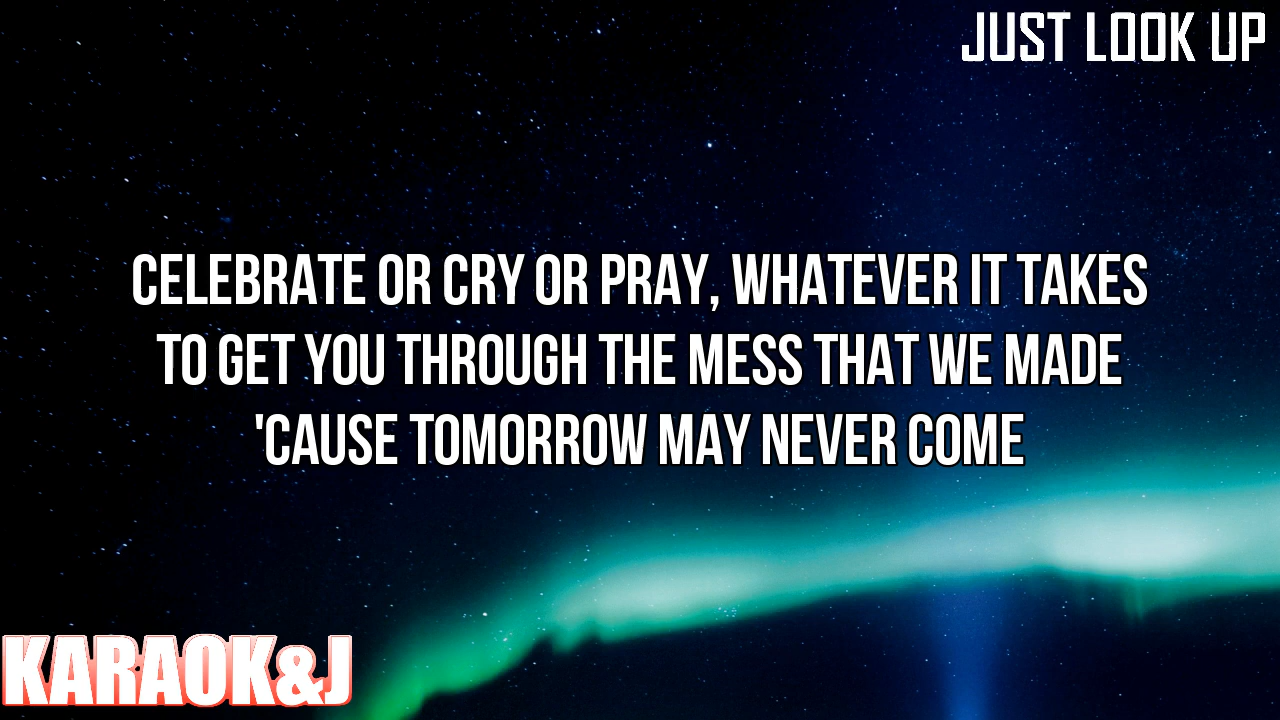 JUST LOOK UP
CELEBRATE OR CRY OR PRAY, WHATEVER IT TAKES
TO GET YOU THROUGH THE MESS THAT WE MADE
'CAUSE TOMORROW MAY NEVER COME
KARAOK&J